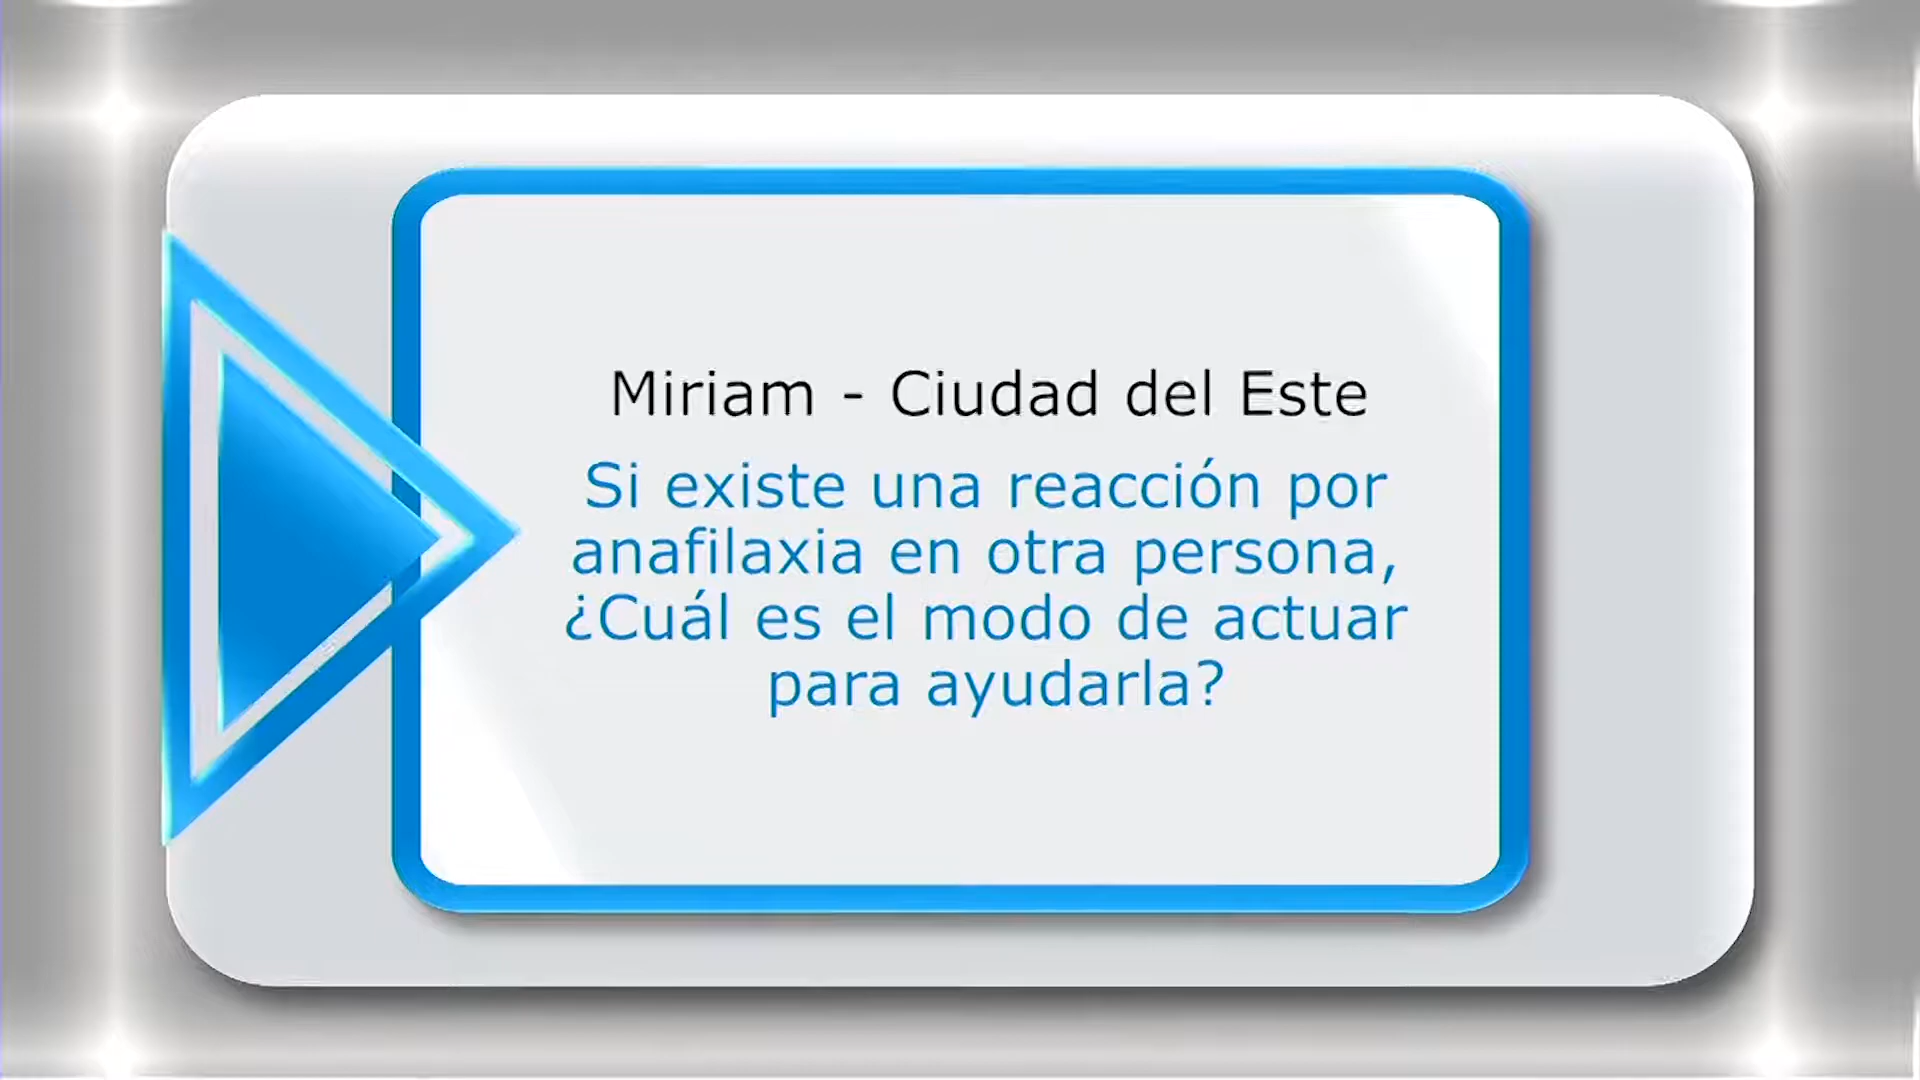 Miriam - Ciudad del Este
Si existe una reacción por
anafilaxia en otra persona,
¿Cuál es el modo de actuar
para ayudarla?